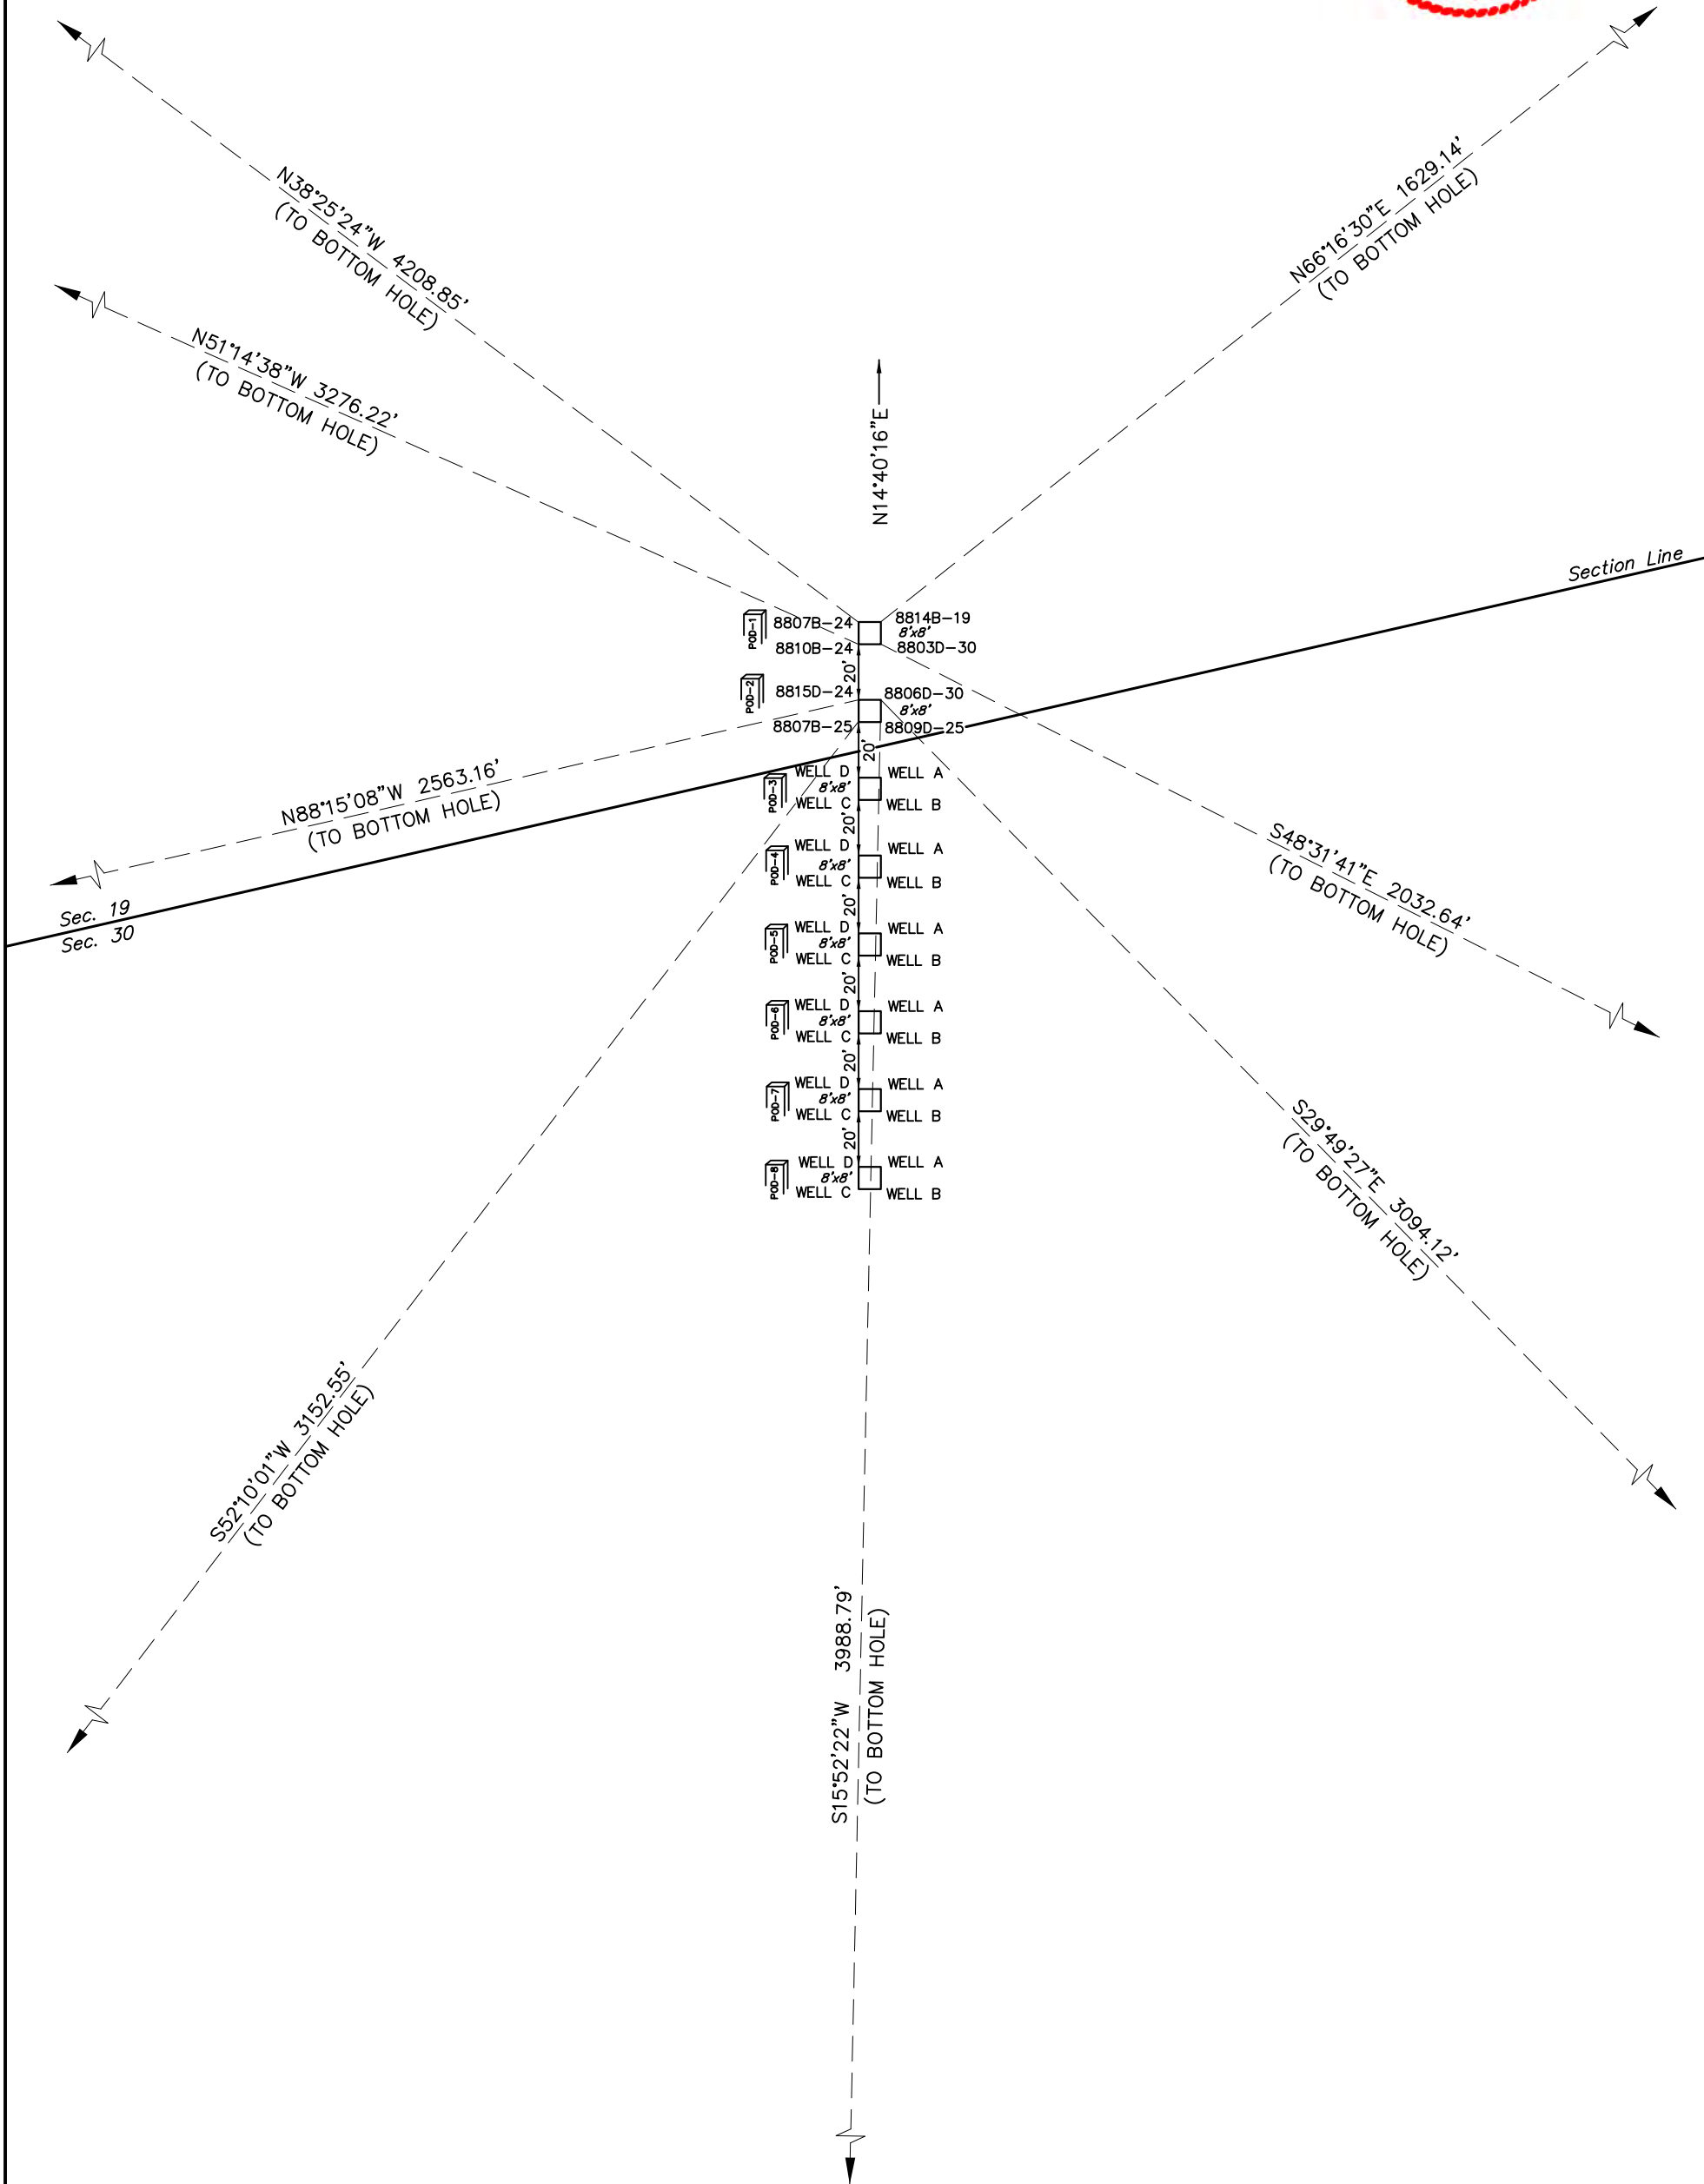 N38°25'24"W 4208.85'
(TO BOTTOM HOLE)
N66°16'30"E 1629.14'
(TO BOTTOM HOLE)
N51°14'38"W 3276.22'
(TO BOTTOM HOLE)
N14°40'16"E
Section Line
POD-1
8807B-24
8814B-19
8'x8'
8810B-24
8803D-30
20'
POD-2
8815D-24
8806D-30
8'x8'
8807B-25
8809D-25
20'
N88°15'08"W 2563.16'
(TO BOTTOM HOLE)
Sec. 19
Sec. 30
POD-3
WELL D
WELL A
8'x8'
WELL C
WELL B
20'
POD-4
WELL D
WELL A
8'x8'
WELL C
WELL B
20'
POD-5
WELL D
WELL A
8'x8'
WELL C
WELL B
20'
POD-6
WELL D
WELL A
8'x8'
WELL C
WELL B
20'
POD-7
WELL D
WELL A
8'x8'
WELL C
WELL B
20'
POD-8
WELL D
WELL A
8'x8'
WELL C
WELL B
S48°31'41"E 2032.64'
(TO BOTTOM HOLE)
S29°49'27"E 3094.12'
(TO BOTTOM HOLE)
S52°10'01"W 3152.55'
(TO BOTTOM HOLE)
S15°52'22"W 3988.79'
(TO BOTTOM HOLE)